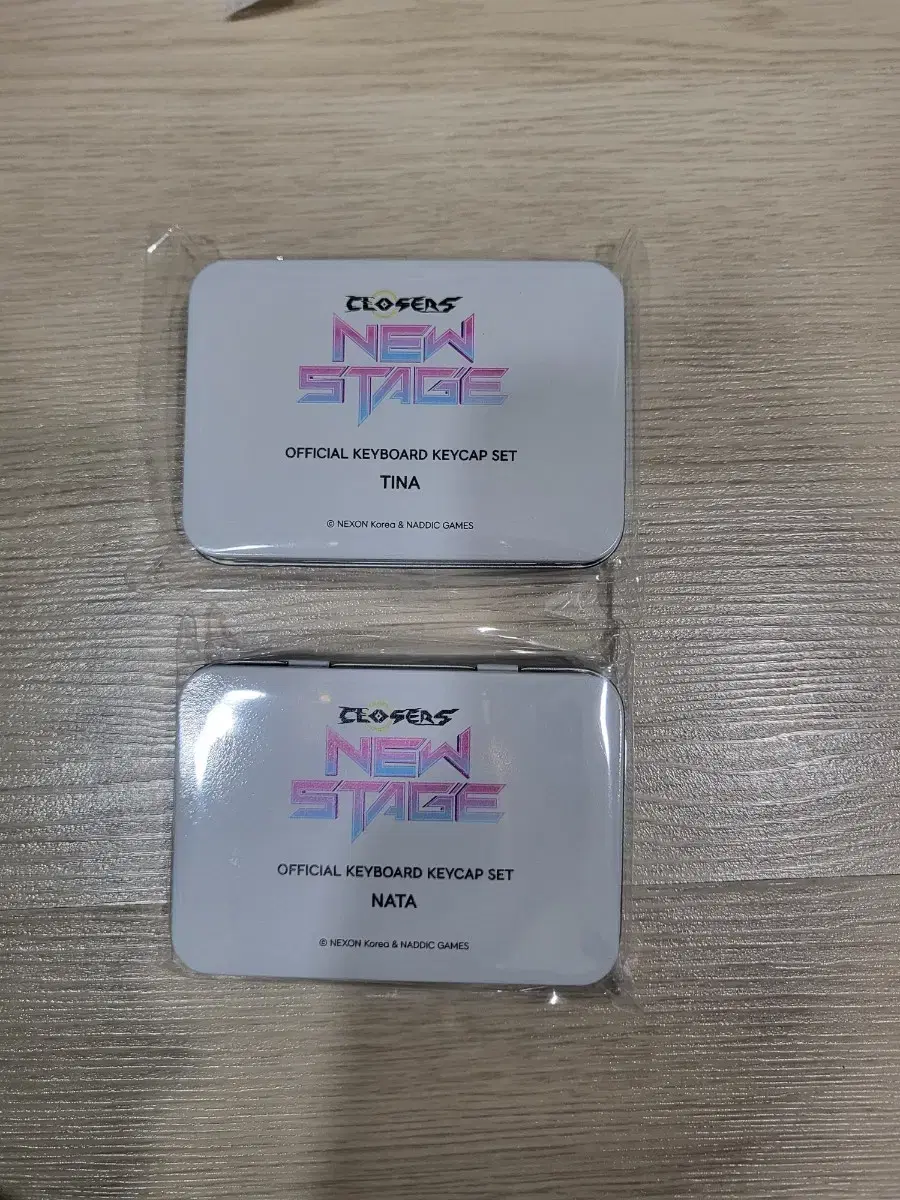 CLOSERS
NEW
STAGE
OFFICIAL KEYBOARD KEYCAP SET
TINA
© NEXON Korea & NADDIC GAMES
CLOSERS
NEW
STAGE
OFFICIAL KEYBOARD KEYCAP SET
NATA
© NEXON Korea & NADDIC GAMES